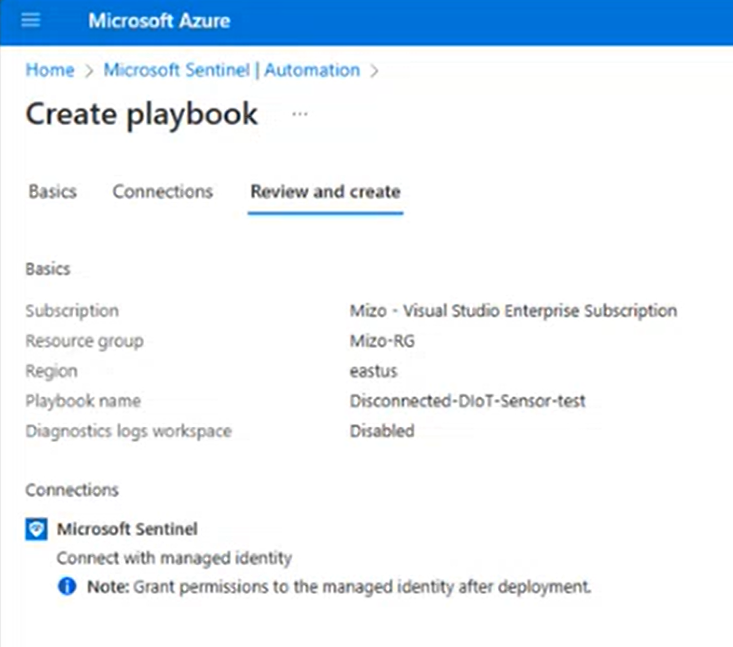 Microsoft Azure
Home > Microsoft Sentinel | Automation >
Create playbook ...
Basics Connections Review and create
Basics
Subscription Mizo - Visual Studio Enterprise Subscription
Resource group Mizo-RG
Region eastus
Playbook name Disconnected-DIoT-Sensor-test
Diagnostics logs workspace Disabled
Connections
Microsoft Sentinel
Connect with managed identity
Note: Grant permissions to the managed identity after deployment.